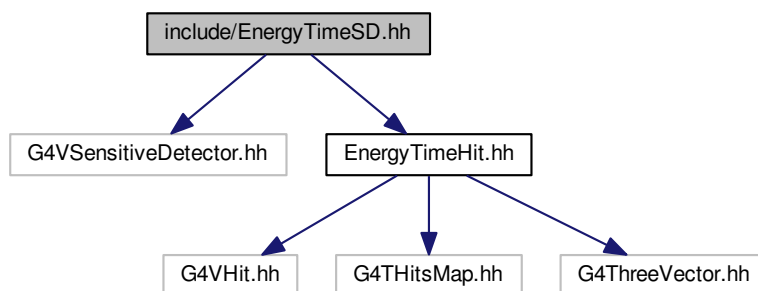 include/EnergyTimeSD.hh
G4VSensitiveDetector.hh
EnergyTimeHit.hh
G4VHit.hh
G4THitsMap.hh
G4ThreeVector.hh